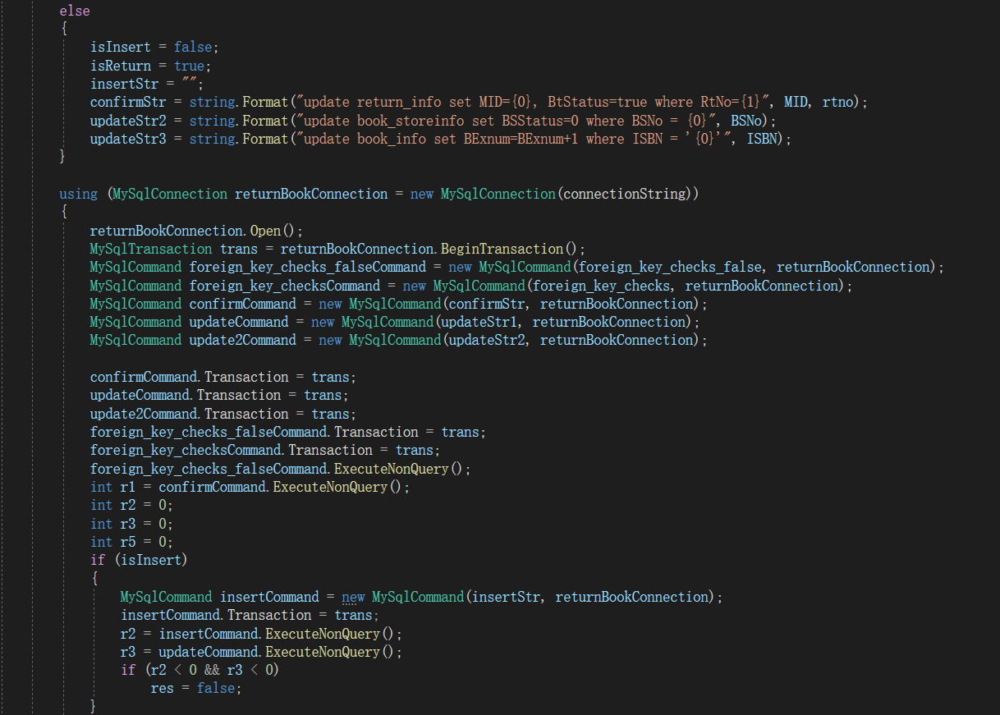 else
{
isInsert = false;
isReturn = true;
insertStr = "";
confirmStr = string.Format("update return_info set MID={0}, BtStatus=true where RtNo={1}", MID, rtno);
updateStr2 = string.Format("update book_storeinfo set BSStatus=0 where BSNo = {0}", BSNo);
updateStr3 = string.Format("update book_info set BExnum=BExnum+1 where ISBN = '{0}'", ISBN);
}
using (MySqlConnection returnBookConnection = new MySqlConnection(connectionString))
{
returnBookConnection.Open();
MySqlTransaction trans = returnBookConnection.BeginTransaction();
MySqlCommand foreign_key_checks_falseCommand = new MySqlCommand(foreign_key_checks_false, returnBookConnection);
MySqlCommand foreign_key_checksCommand = new MySqlCommand(foreign_key_checks, returnBookConnection);
MySqlCommand confirmCommand = new MySqlCommand(confirmStr, returnBookConnection);
MySqlCommand updateCommand = new MySqlCommand(updateStr1, returnBookConnection);
MySqlCommand update2Command = new MySqlCommand(updateStr2, returnBookConnection);
confirmCommand.Transaction = trans;
updateCommand.Transaction = trans;
update2Command.Transaction = trans;
foreign_key_checks_falseCommand.Transaction = trans;
foreign_key_checksCommand.Transaction = trans;
foreign_key_checks_falseCommand.ExecuteNonQuery();
int r1 = confirmCommand.ExecuteNonQuery();
int r2 = 0;
int r3 = 0;
int r5 = 0;
if (isInsert)
{
MySqlCommand insertCommand = new MySqlCommand(insertStr, returnBookConnection);
insertCommand.Transaction = trans;
r2 = insertCommand.ExecuteNonQuery();
r3 = updateCommand.ExecuteNonQuery();
if (r2 < 0 && r3 < 0)
res = false;
}